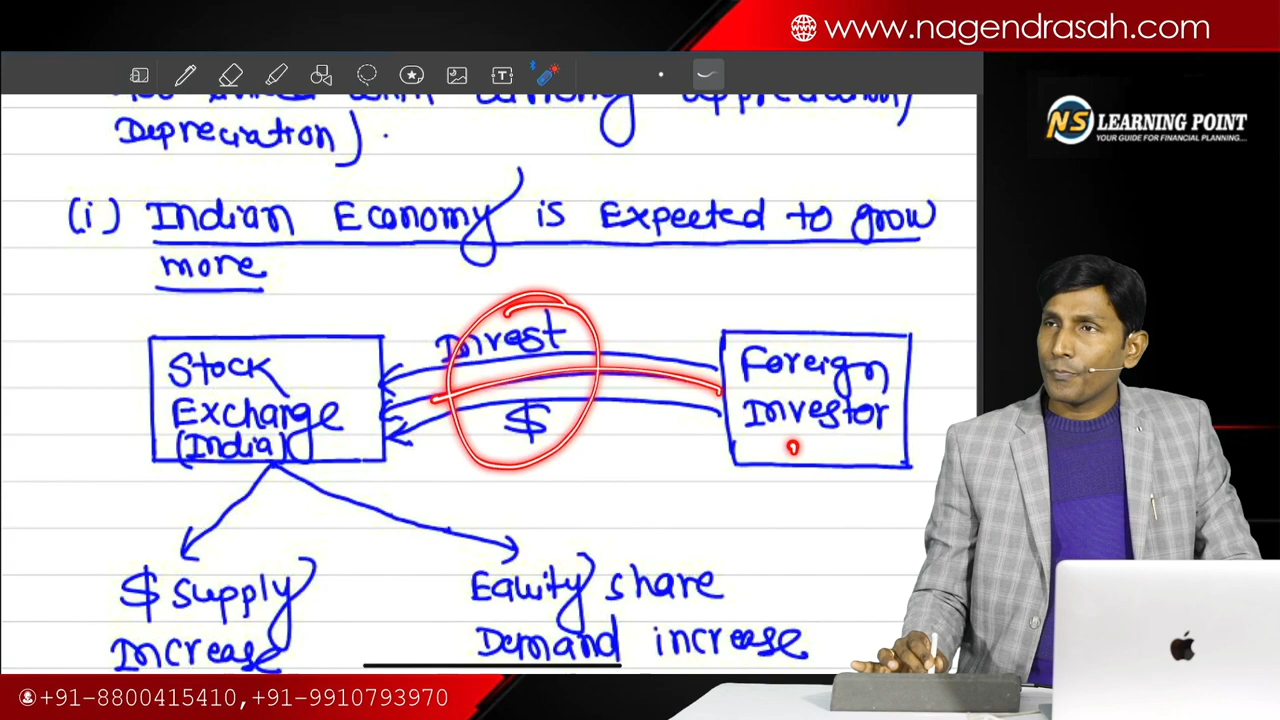 www.nagendrasah.com
NS LEARNING POINT
YOUR GUIDE FOR FINANCIAL PLANNING....
Depreciation).
(i) Indian Economy is Expected to grow
more
Invest
$
Stock
Exchange
(India)
Foreign
Investor
$ supply
Increase
Equity share
Demand increase
+91-8800415410,+91-9910793970